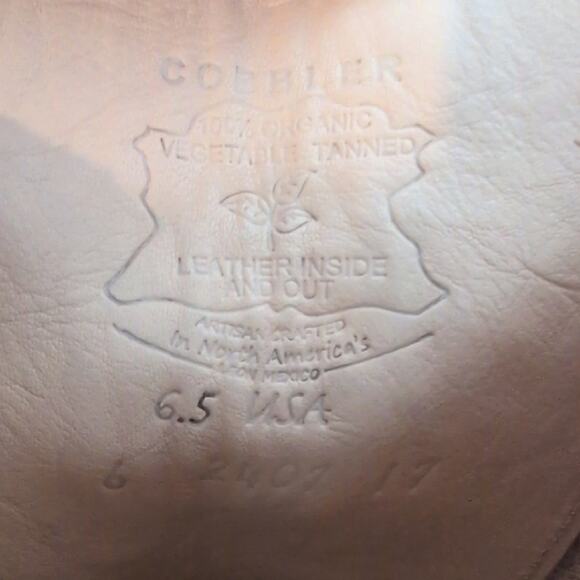 COBBLER
100% ORGANIC
VEGETABLE TANNED
LEATHER INSIDE
AND OUT
ARTISAN CRAFTED
In North America's
LEON MEXICO
6.5 USA
6 2407 17